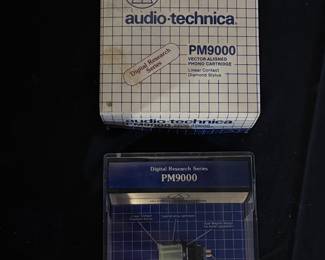 audio-technica
PM9000
VECTOR-ALIGNED
PHONO CARTRIDGE
Linear Contact
Diamond Stylus
Digital Research
Series
audio-technica
Digital Research Series
PM9000